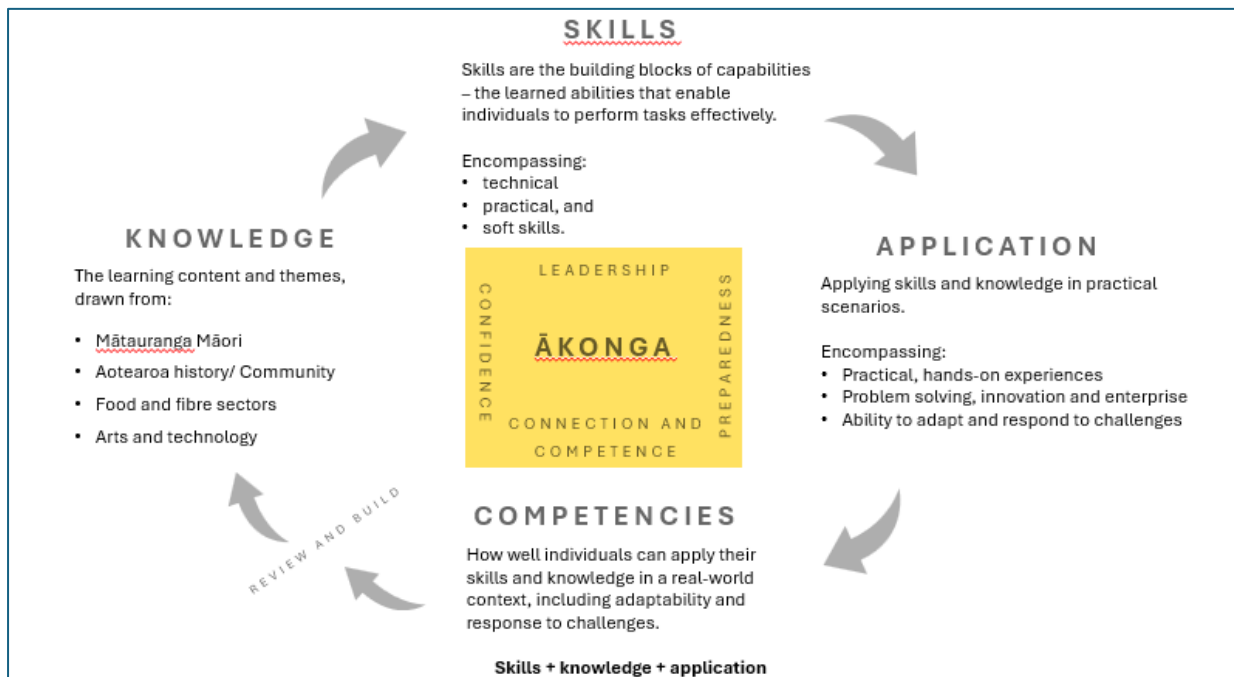 SKILLS
Skills are the building blocks of capabilities
– the learned abilities that enable
individuals to perform tasks effectively.
Encompassing:
• technical
• practical, and
• soft skills.
KNOWLEDGE
The learning content and themes,
drawn from:
• Mātauranga Māori
• Aotearoa history/ Community
• Food and fibre sectors
• Arts and technology
LEADERSHIP
CONFIDENCE
ĀKONGA
PREPAREDNESS
CONNECTION AND
COMPETENCE
APPLICATION
Applying skills and knowledge in practical
scenarios.
Encompassing:
• Practical, hands-on experiences
• Problem solving, innovation and enterprise
• Ability to adapt and respond to challenges
COMPETENCIES
How well individuals can apply their
skills and knowledge in a real-world
context, including adaptability and
response to challenges.
Skills + knowledge + application
REVIEW AND BUILD